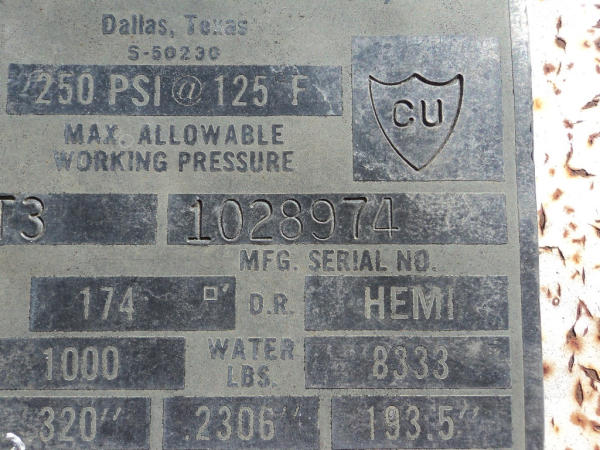 Dallas, Texas
S-50230
250 PSI @ 125 F
CU
MAX. ALLOWABLE
WORKING PRESSURE
T3 1028974
MFG. SERIAL NO.
174 □' D.R. HEMI
1000 WATER LBS. 8333
.320" .2306" 193.5"